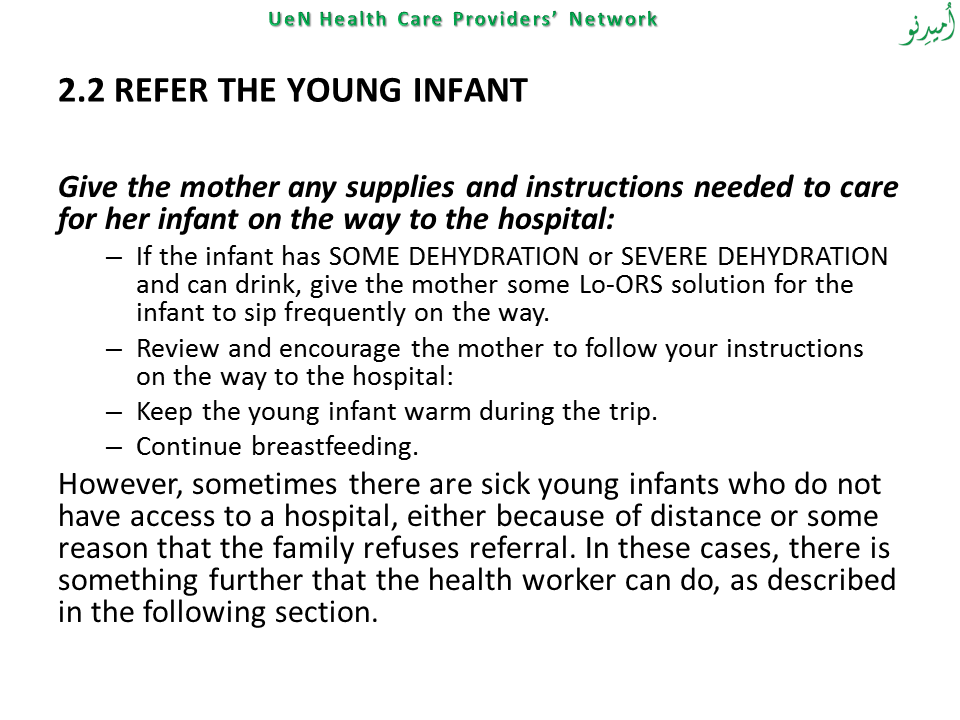 UeN Health Care Providers’ Network
اُمیدِنو
2.2 REFER THE YOUNG INFANT
Give the mother any supplies and instructions needed to care
for her infant on the way to the hospital:
– If the infant has SOME DEHYDRATION or SEVERE DEHYDRATION
and can drink, give the mother some Lo-ORS solution for the
infant to sip frequently on the way.
– Review and encourage the mother to follow your instructions
on the way to the hospital:
– Keep the young infant warm during the trip.
– Continue breastfeeding.
However, sometimes there are sick young infants who do not
have access to a hospital, either because of distance or some
reason that the family refuses referral. In these cases, there is
something further that the health worker can do, as described
in the following section.